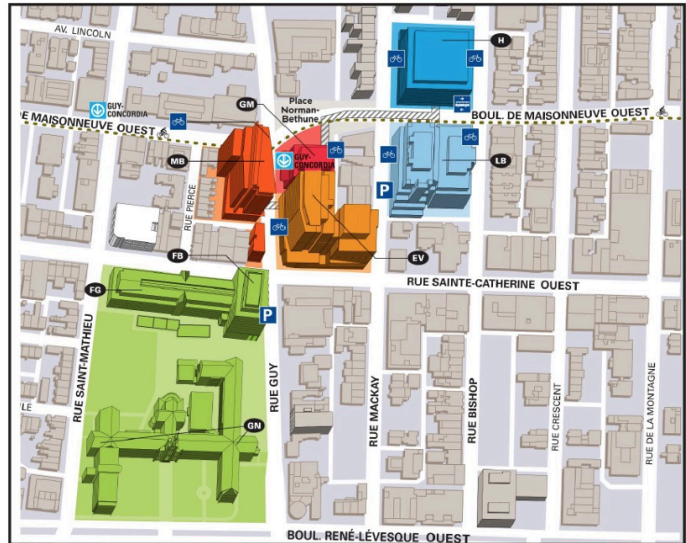 AV. LINCOLN
H
GUY-
CONCORDIA
GM
Place
Norman-
Bethune
BOUL. DE MAISONNEUVE OUEST
DE MAISONNEUVE OUEST
MB
GUY-
CONCORDIA
LB
P
RUE PIERCE
FB
EV
RUE SAINTE-CATHERINE OUEST
FG
P
RUE SAINT-MATHIEU
RUE GUY
RUE MACKAY
RUE BISHOP
RUE CRESCENT
RUE DE LA MONTAGNE
GN
BOUL. RENÉ-LÉVESQUE OUEST